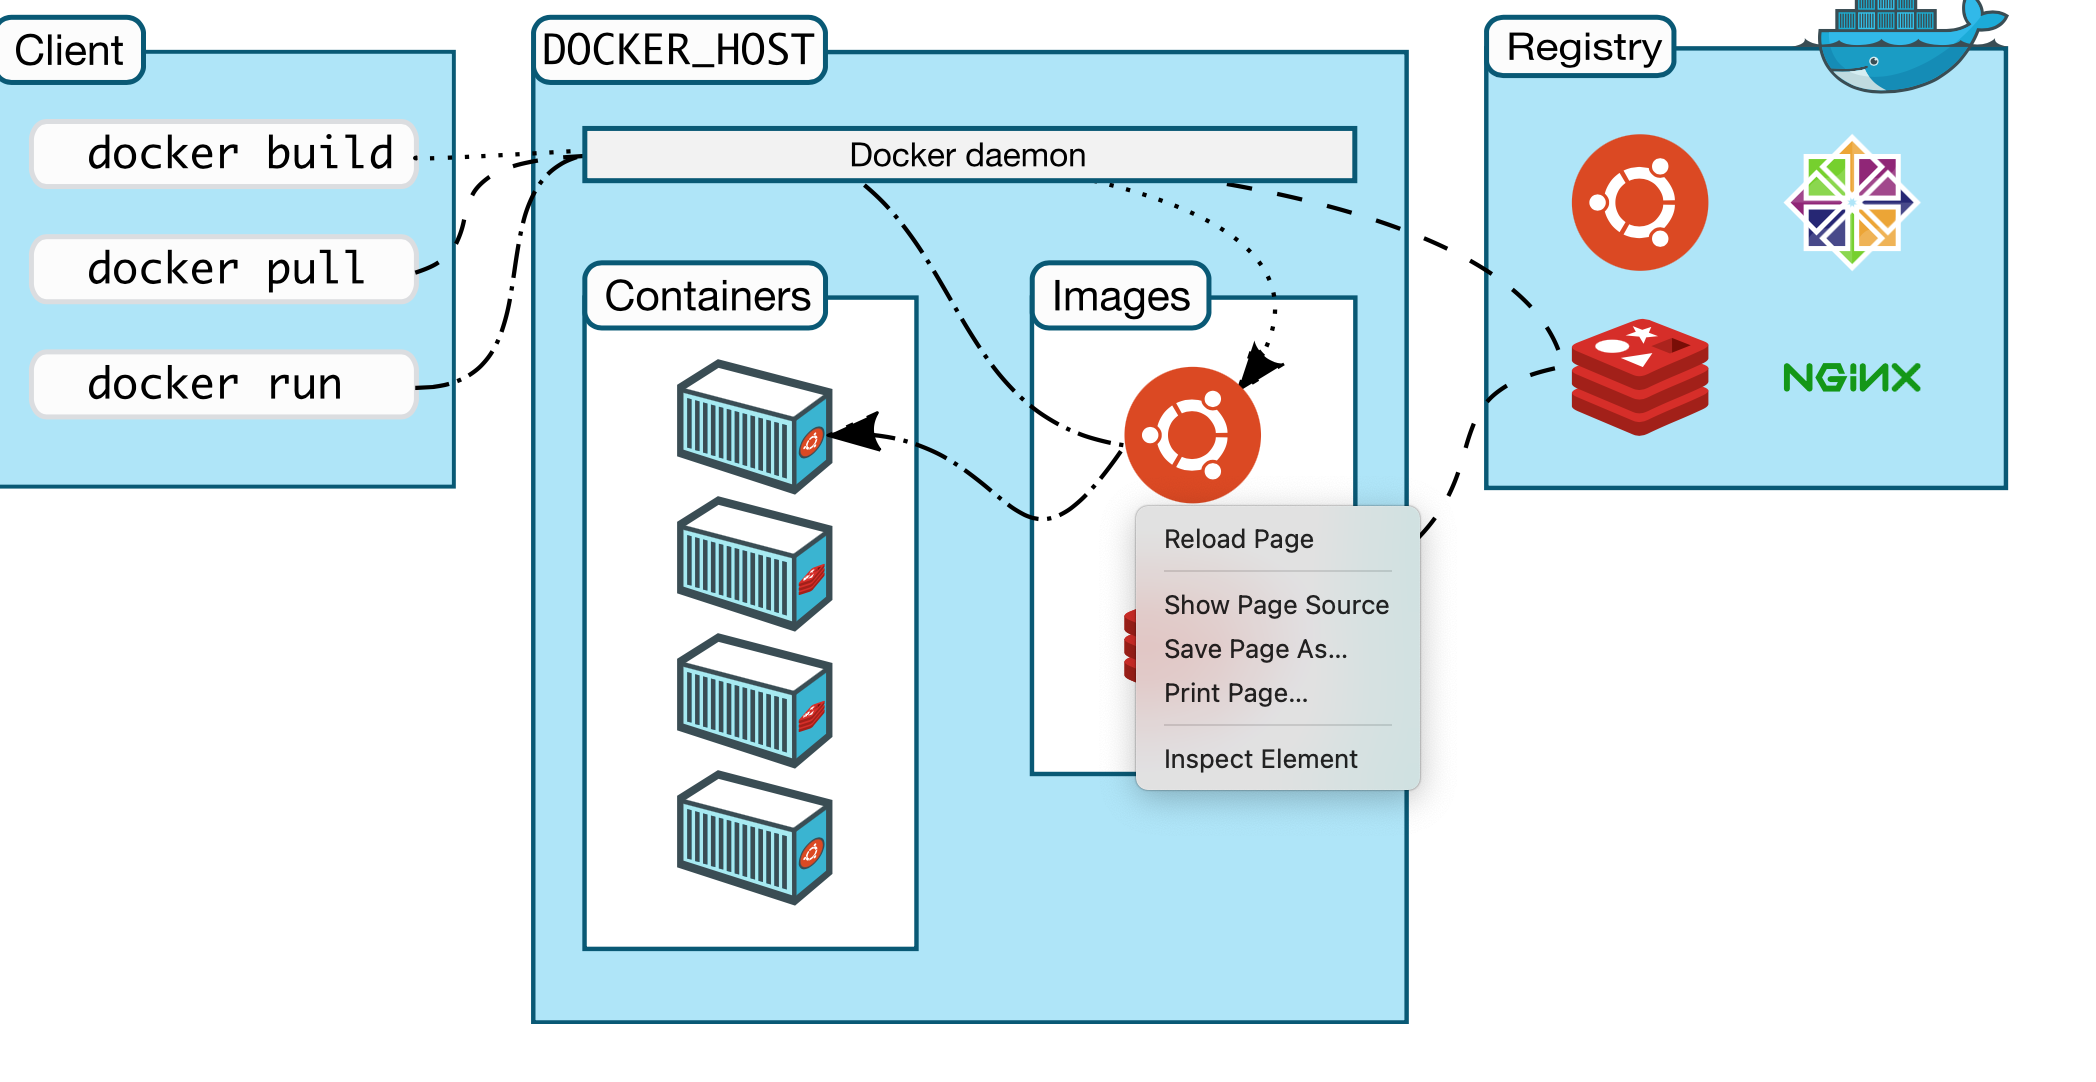 Client
docker build
docker pull
docker run
DOCKER_HOST
Docker daemon
Containers
Images
Reload Page
Show Page Source
Save Page As...
Print Page...
Inspect Element
Registry
NGiNX